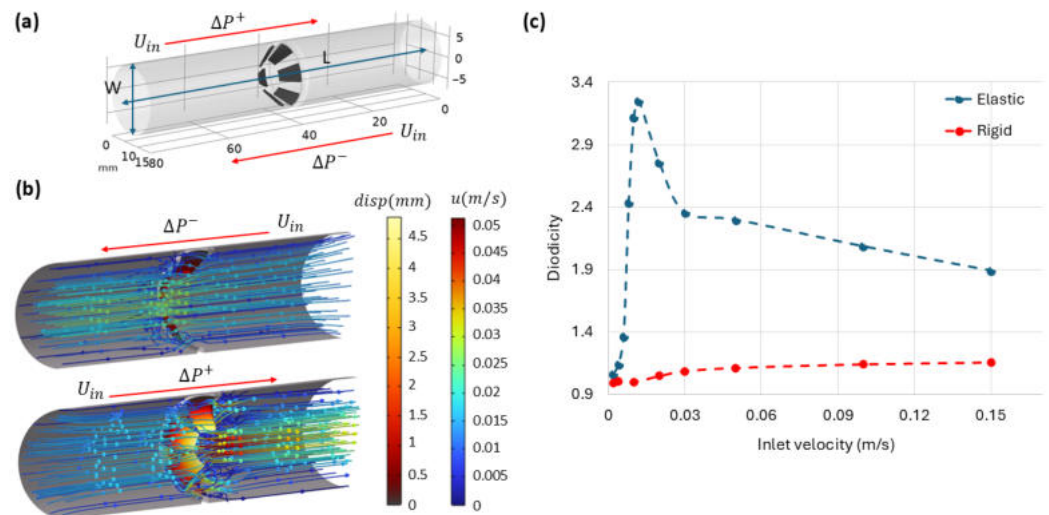 (a)
ΔP⁺
U_in
W
L
5
0
−5
0
20
40
60
80
15
10
0
mm
U_in
ΔP⁻
(b)
disp(mm)
u(m/s)
ΔP⁻
U_in
4.5
4
3.5
3
2.5
2
1.5
1
0.5
0
0.05
0.045
0.04
0.035
0.03
0.025
0.02
0.015
0.01
0.005
0
U_in
ΔP⁺
(c)
3.4
2.9
2.4
1.9
1.4
0.9
Diodicity
Elastic
Rigid
0
0.03
0.06
0.09
0.12
0.15
Inlet velocity (m/s)